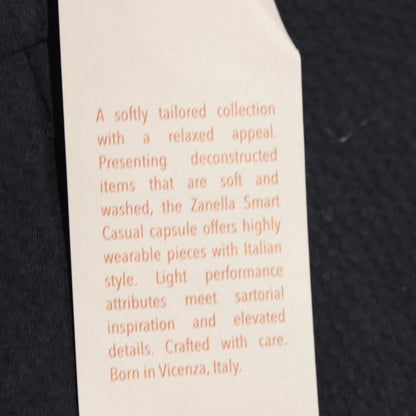 A softly tailored collection
with a relaxed appeal.
Presenting deconstructed
items that are soft and
washed, the Zanella Smart
Casual capsule offers highly
wearable pieces with Italian
style. Light performance
attributes meet sartorial
inspiration and elevated
details. Crafted with care.
Born in Vicenza, Italy.